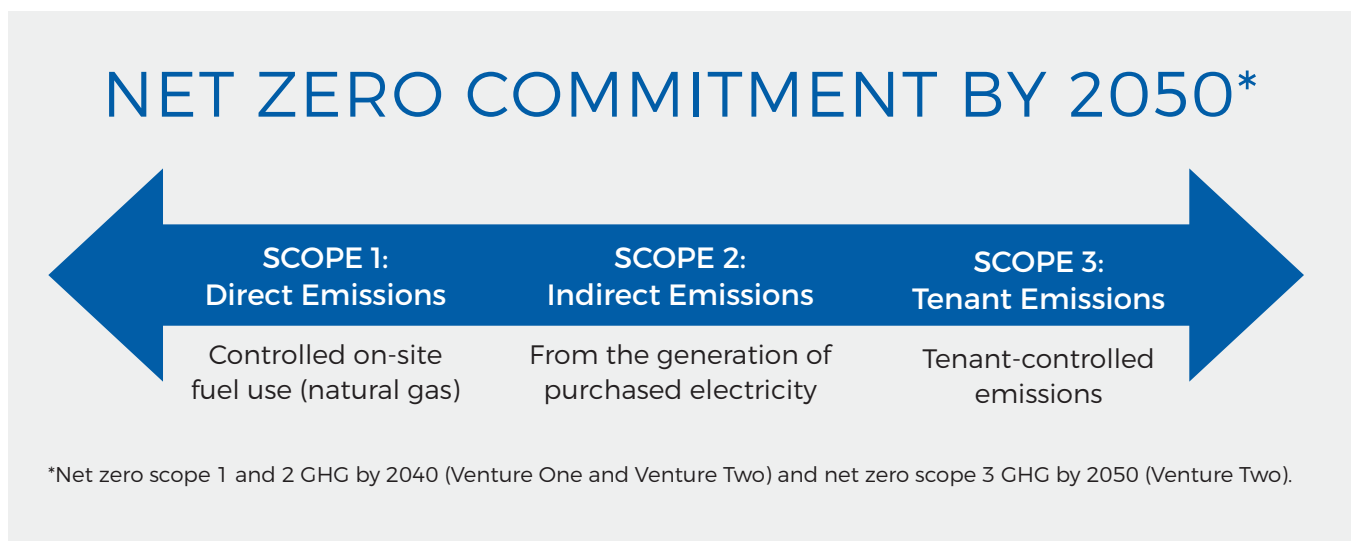 NET ZERO COMMITMENT BY 2050*
SCOPE 1:
Direct Emissions
Controlled on-site
fuel use (natural gas)
SCOPE 2:
Indirect Emissions
From the generation of
purchased electricity
SCOPE 3:
Tenant Emissions
Tenant-controlled
emissions
*Net zero scope 1 and 2 GHG by 2040 (Venture One and Venture Two) and net zero scope 3 GHG by 2050 (Venture Two).